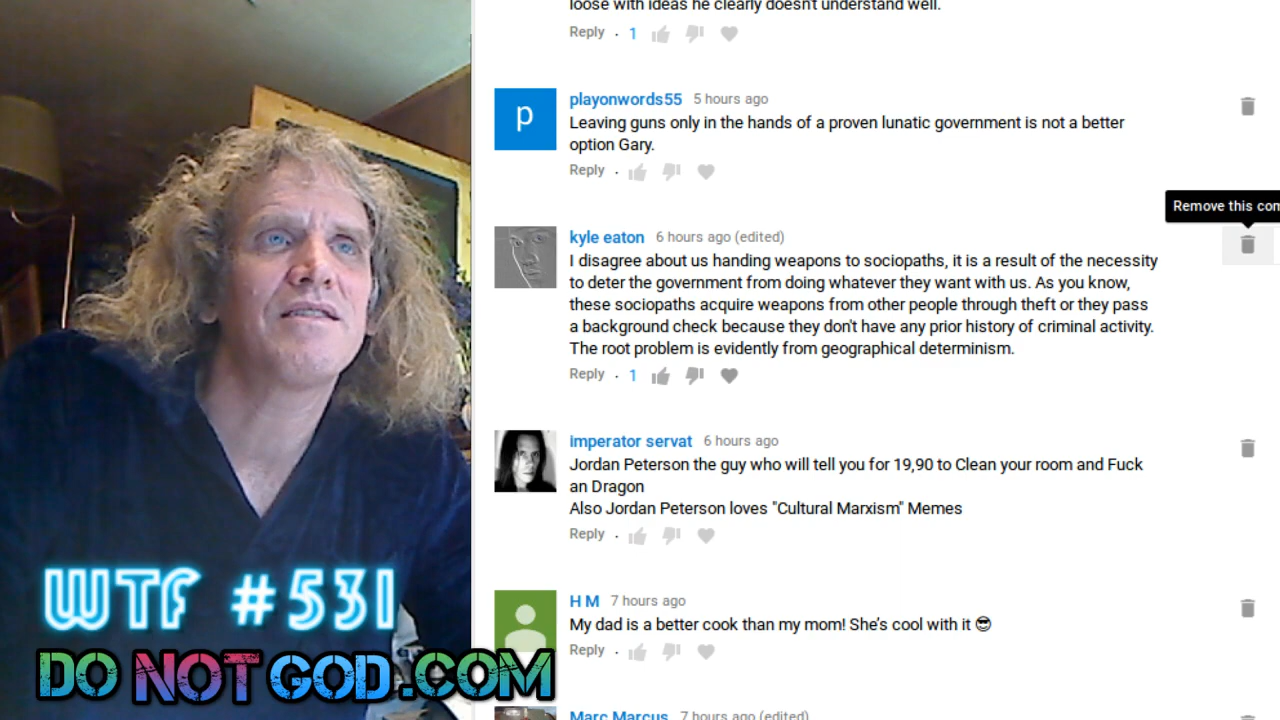 loose with ideas he clearly doesn't understand well.
Reply · 1
p
playonwords55 5 hours ago
Leaving guns only in the hands of a proven lunatic government is not a better
option Gary.
Reply ·
Remove this com
kyle eaton 6 hours ago (edited)
I disagree about us handing weapons to sociopaths, it is a result of the necessity
to deter the government from doing whatever they want with us. As you know,
these sociopaths acquire weapons from other people through theft or they pass
a background check because they don't have any prior history of criminal activity.
The root problem is evidently from geographical determinism.
Reply · 1
imperator servat 6 hours ago
Jordan Peterson the guy who will tell you for 19,90 to Clean your room and Fuck
an Dragon
Also Jordan Peterson loves "Cultural Marxism" Memes
Reply ·
H M 7 hours ago
My dad is a better cook than my mom! She's cool with it 😎
Reply ·
Marc Marcus 7 hours ago (edited)
WTF #531
DO NOT GOD.COM